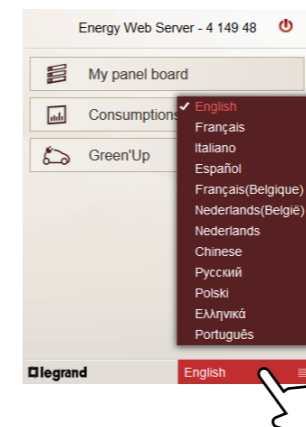 Energy Web Server - 4 149 48
My panel board
Consumptions
Green'Up
English
Français
Italiano
Español
Français(Belgique)
Nederlands(België)
Nederlands
Chinese
Русский
Polski
Ελληνικά
Português
legrand
English